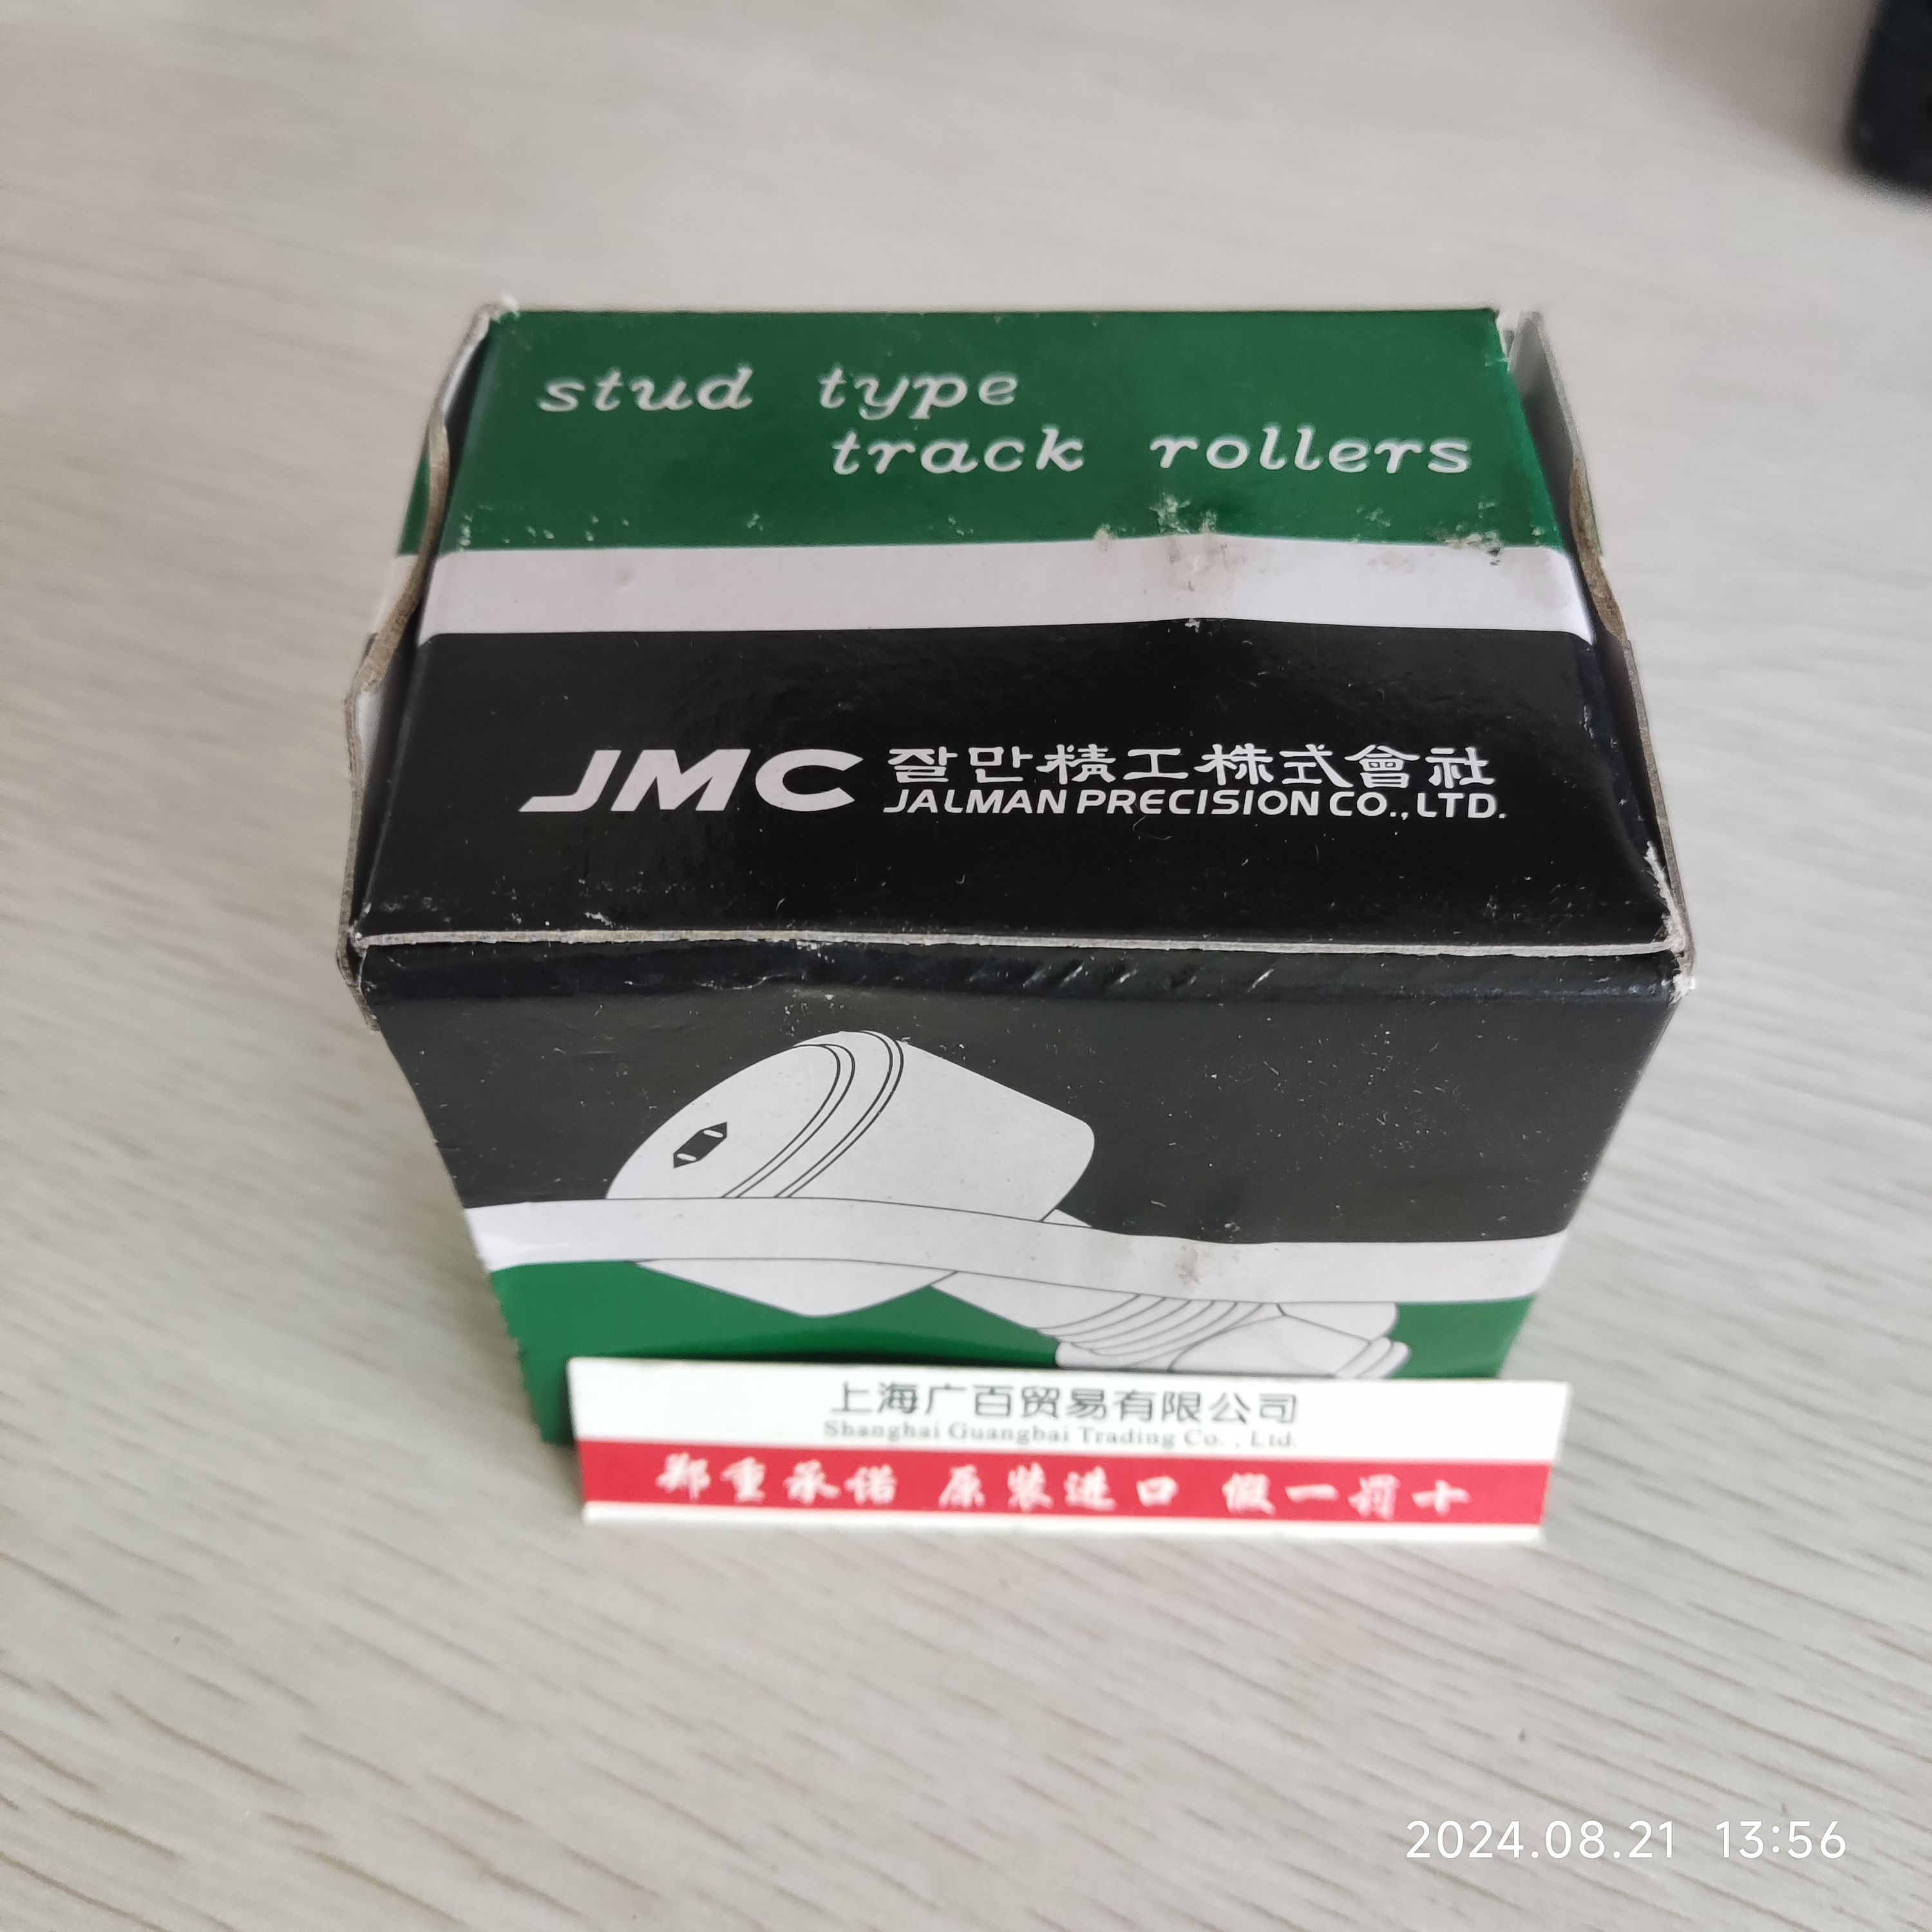 stud type
track rollers
JMC 잘만精工株式會社
JALMAN PRECISION CO.,LTD.
上海广百贸易有限公司
Shanghai Guangbai Trading Co., Ltd.
郑重承诺 原装进口 假一罚十
2024.08.21 13:56